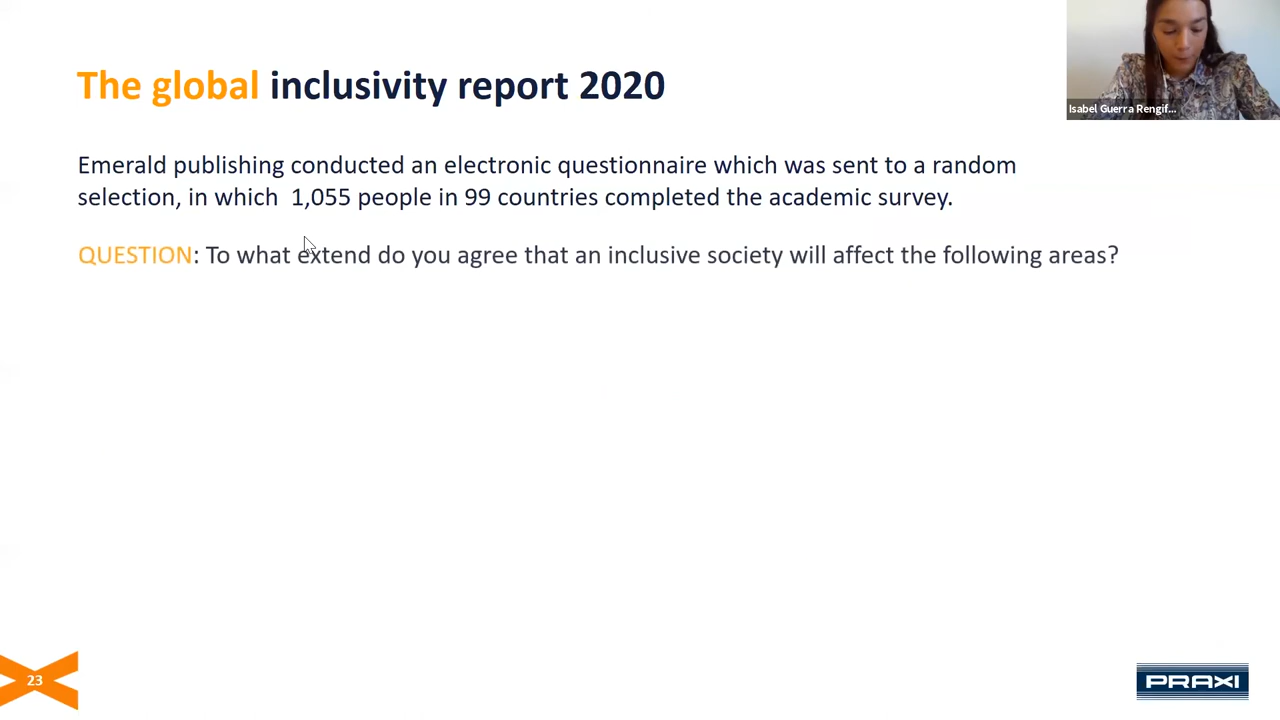 The global inclusivity report 2020
Isabel Guerra Rengif...
Emerald publishing conducted an electronic questionnaire which was sent to a random
selection, in which 1,055 people in 99 countries completed the academic survey.
QUESTION: To what extend do you agree that an inclusive society will affect the following areas?
23
PRAXI